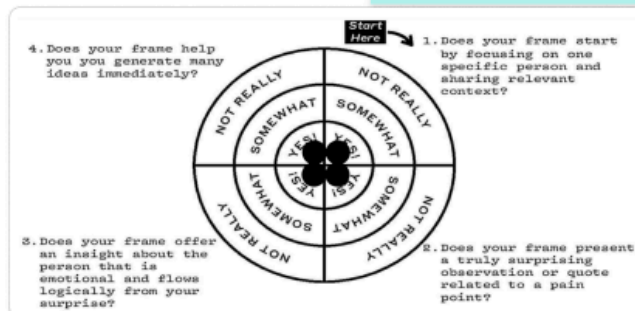 Start
Here
1. Does your frame start
by focusing on one
specific person and
sharing relevant
context?
4. Does your frame help
you you generate many
ideas immediately?
NOT REALLY
NOT REALLY
SOMEWHAT
SOMEWHAT
YES!
YES!
YES!
YES!
SOMEWHAT
SOMEWHAT
NOT REALLY
NOT REALLY
3. Does your frame offer
an insight about the
person that is
emotional and flows
logically from your
surprise?
2. Does your frame present
a truly surprising
observation or quote
related to a pain
point?